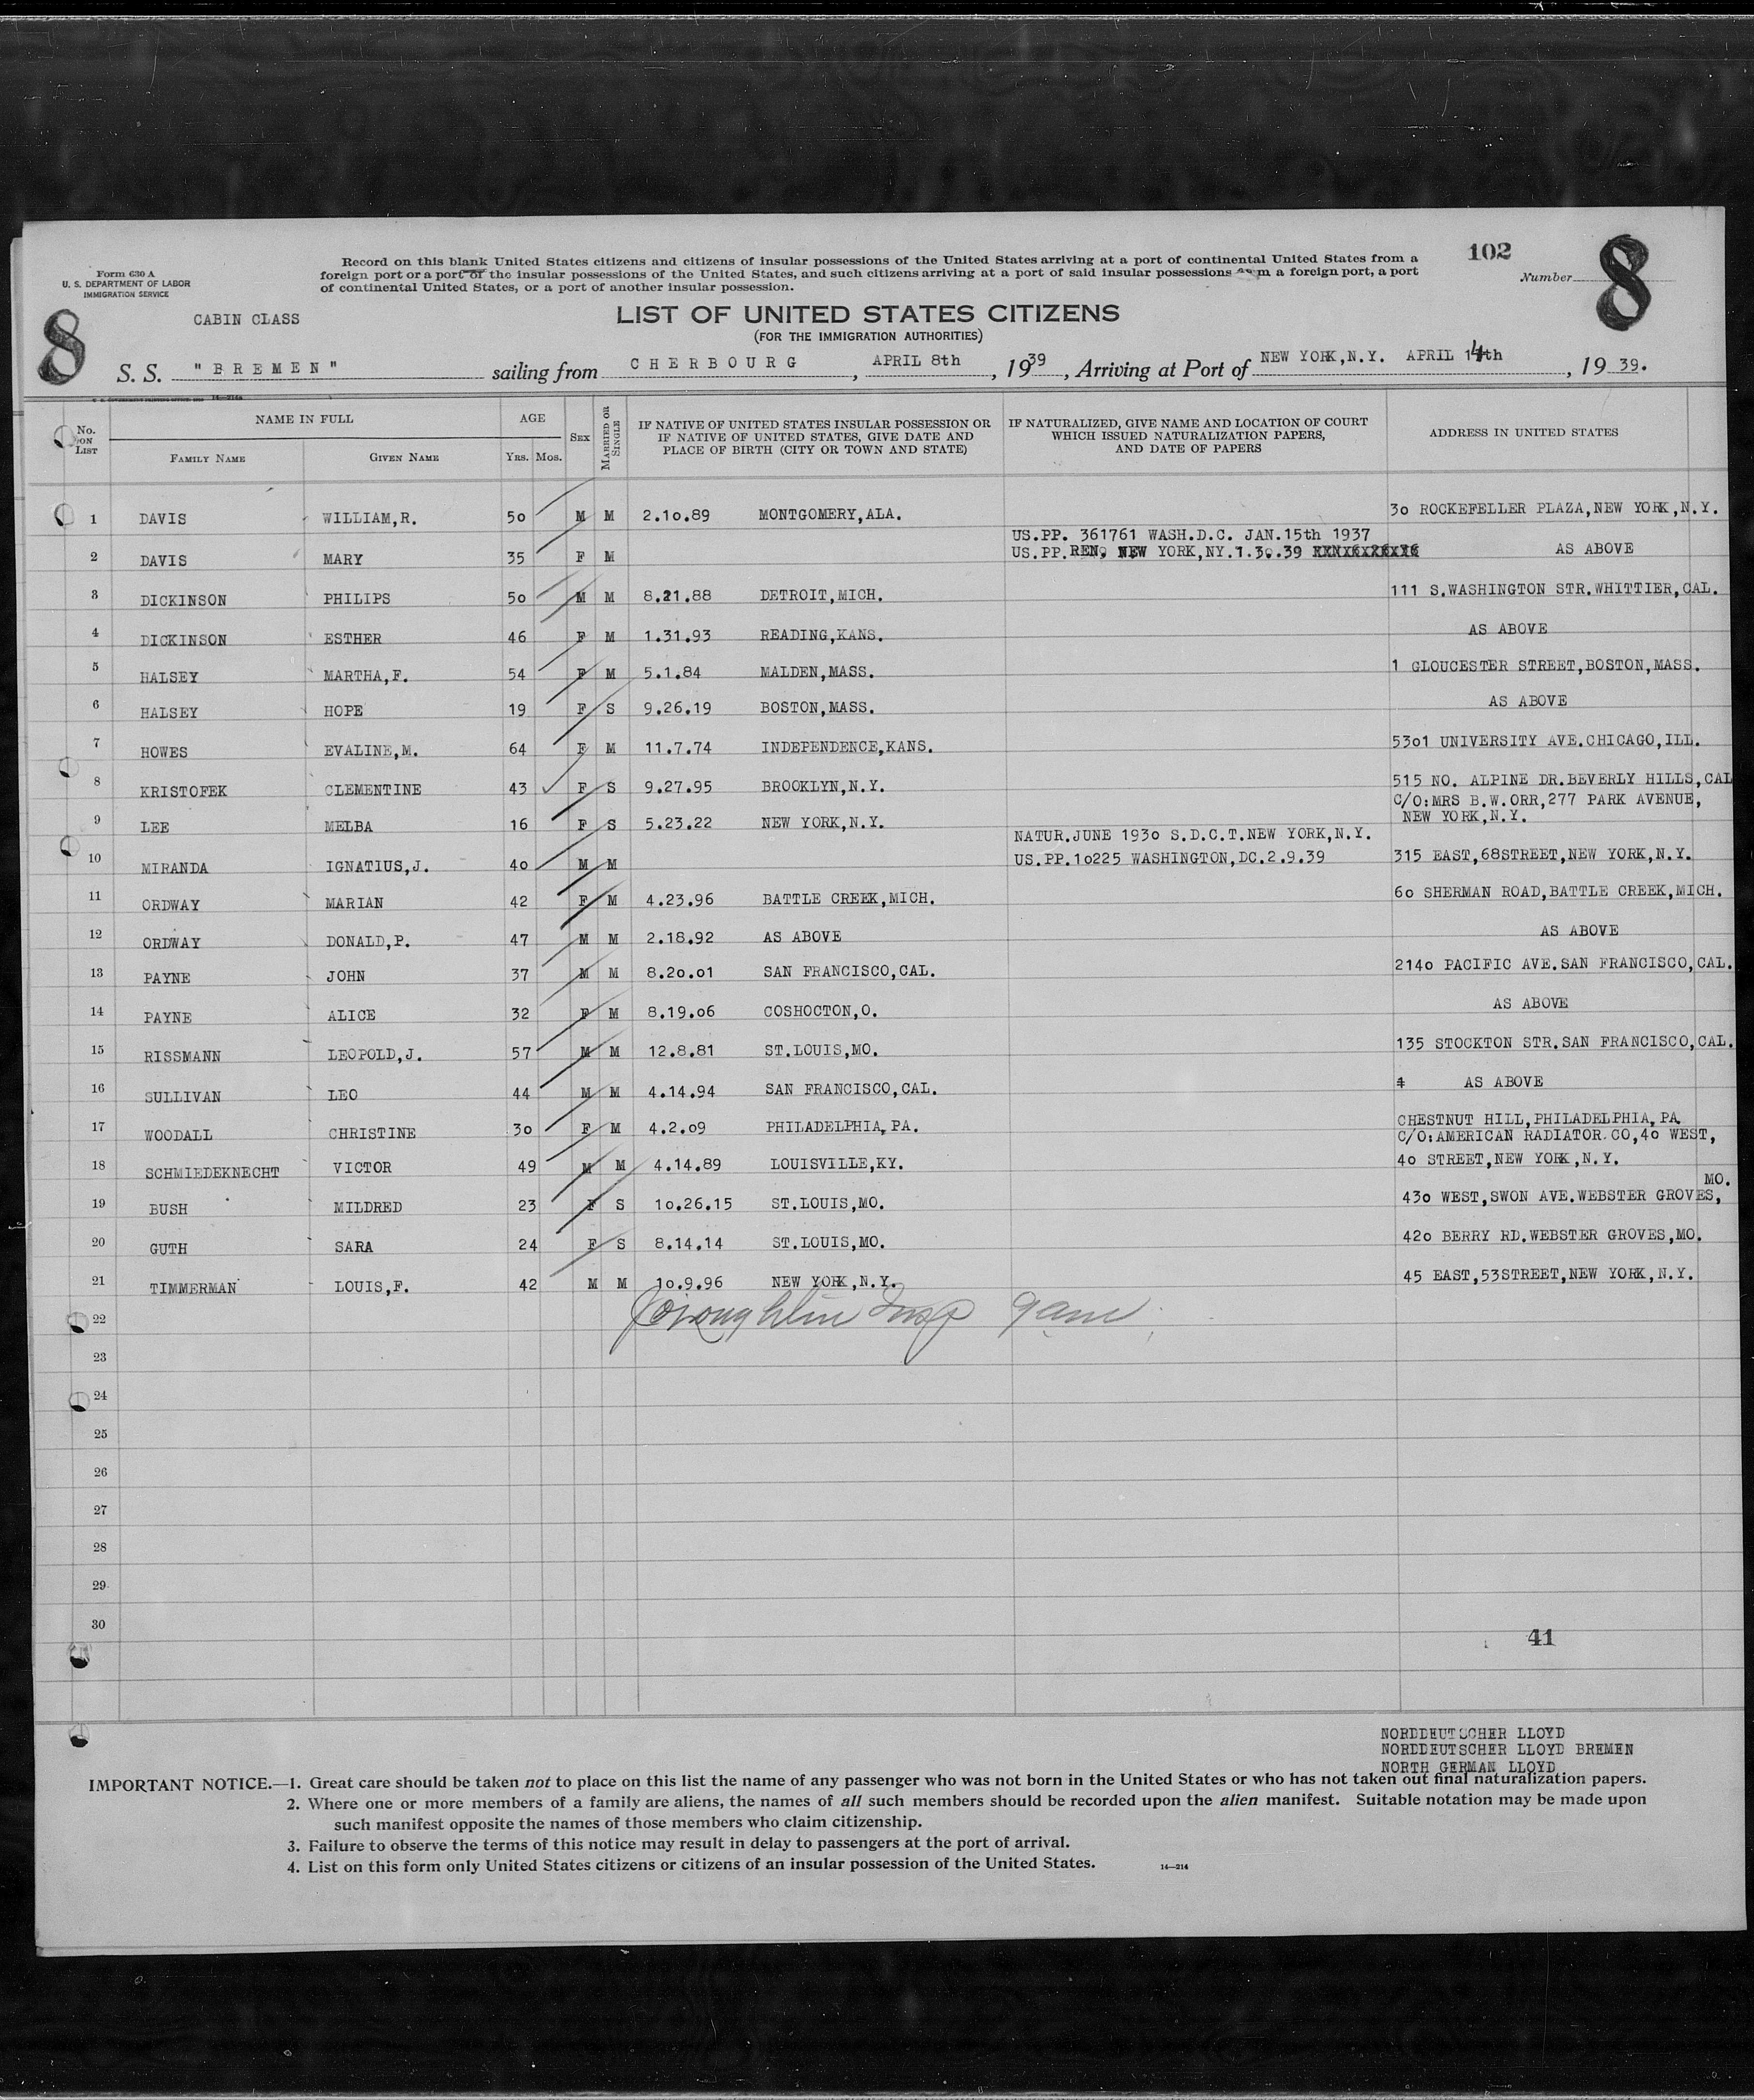 Form 630 A
U. S. DEPARTMENT OF LABOR
IMMIGRATION SERVICE
Record on this blank United States citizens and citizens of insular possessions of the United States arriving at a port of continental United States from a
foreign port or a port of the insular possessions of the United States, and such citizens arriving at a port of said insular possessions from a foreign port, a port
of continental United States, or a port of another insular possession.
102
Number 8
8
CABIN CLASS
LIST OF UNITED STATES CITIZENS
(FOR THE IMMIGRATION AUTHORITIES)
S. S. "BREMEN" sailing from CHERBOURG, APRIL 8th, 1939, Arriving at Port of NEW YORK,N.Y. APRIL 14th, 1939.
No. ON LIST
NAME IN FULL
FAMILY NAME
GIVEN NAME
AGE
YRS. MOS.
SEX
MARRIED OR SINGLE
IF NATIVE OF UNITED STATES INSULAR POSSESSION OR
IF NATIVE OF UNITED STATES, GIVE DATE AND
PLACE OF BIRTH (CITY OR TOWN AND STATE)
IF NATURALIZED, GIVE NAME AND LOCATION OF COURT
WHICH ISSUED NATURALIZATION PAPERS,
AND DATE OF PAPERS
ADDRESS IN UNITED STATES
1 DAVIS WILLIAM,R. 50 M M 2.10.89 MONTGOMERY,ALA. 30 ROCKEFELLER PLAZA,NEW YORK,N.Y.
US.PP. 361761 WASH.D.C. JAN.15th 1937
2 DAVIS MARY 35 F M US.PP.REN. NEW YORK,NY.1.30.39 AS ABOVE
3 DICKINSON PHILIPS 50 M M 8.21.88 DETROIT,MICH. 111 S.WASHINGTON STR.WHITTIER,CAL.
4 DICKINSON ESTHER 46 F M 1.31.93 READING,KANS. AS ABOVE
5 HALSEY MARTHA,F. 54 F M 5.1.84 MALDEN,MASS. 1 GLOUCESTER STREET,BOSTON,MASS.
6 HALSEY HOPE 19 F S 9.26.19 BOSTON,MASS. AS ABOVE
7 HOWES EVALINE,M. 64 F M 11.7.74 INDEPENDENCE,KANS. 5301 UNIVERSITY AVE.CHICAGO,ILL.
8 KRISTOFEK CLEMENTINE 43 F S 9.27.95 BROOKLYN,N.Y. 515 NO. ALPINE DR.BEVERLY HILLS,CAL
C/O:MRS B.W.ORR,277 PARK AVENUE,
9 LEE MELBA 16 F S 5.23.22 NEW YORK,N.Y. NEW YORK,N.Y.
NATUR.JUNE 1930 S.D.C.T.NEW YORK,N.Y.
10 MIRANDA IGNATIUS,J. 40 M M US.PP.10225 WASHINGTON,DC.2.9.39 315 EAST,68STREET,NEW YORK,N.Y.
11 ORDWAY MARIAN 42 F M 4.23.96 BATTLE CREEK,MICH. 60 SHERMAN ROAD,BATTLE CREEK,MICH.
12 ORDWAY DONALD,P. 47 M M 2.18.92 AS ABOVE AS ABOVE
13 PAYNE JOHN 37 M M 8.20.01 SAN FRANCISCO,CAL. 2140 PACIFIC AVE.SAN FRANCISCO,CAL.
14 PAYNE ALICE 32 F M 8.19.06 COSHOCTON,O. AS ABOVE
15 RISSMANN LEOPOLD,J. 57 M M 12.8.81 ST.LOUIS,MO. 135 STOCKTON STR.SAN FRANCISCO,CAL.
16 SULLIVAN LEO 44 M M 4.14.94 SAN FRANCISCO,CAL. AS ABOVE
17 WOODALL CHRISTINE 30 F M 4.2.09 PHILADELPHIA,PA. CHESTNUT HILL,PHILADELPHIA,PA.
C/O:AMERICAN RADIATOR.CO,40 WEST,
18 SCHMIEDEKNECHT VICTOR 49 M M 4.14.89 LOUISVILLE,KY. 40 STREET,NEW YORK,N.Y.
MO.
19 BUSH MILDRED 23 F S 10.26.15 ST.LOUIS,MO. 430 WEST,SWON AVE.WEBSTER GROVES,
20 GUTH SARA 24 F S 8.14.14 ST.LOUIS,MO. 420 BERRY RD.WEBSTER GROVES,MO.
21 TIMMERMAN LOUIS,F. 42 M M 10.9.96 NEW YORK,N.Y. 45 EAST,53STREET,NEW YORK,N.Y.
22
23
24
25
26
27
28
29
30
41
NORDDEUTSCHER LLOYD
NORDDEUTSCHER LLOYD BREMEN
NORTH GERMAN LLOYD
IMPORTANT NOTICE.—1. Great care should be taken not to place on this list the name of any passenger who was not born in the United States or who has not taken out final naturalization papers.
2. Where one or more members of a family are aliens, the names of all such members should be recorded upon the alien manifest. Suitable notation may be made upon
such manifest opposite the names of those members who claim citizenship.
3. Failure to observe the terms of this notice may result in delay to passengers at the port of arrival.
4. List on this form only United States citizens or citizens of an insular possession of the United States.
14—214